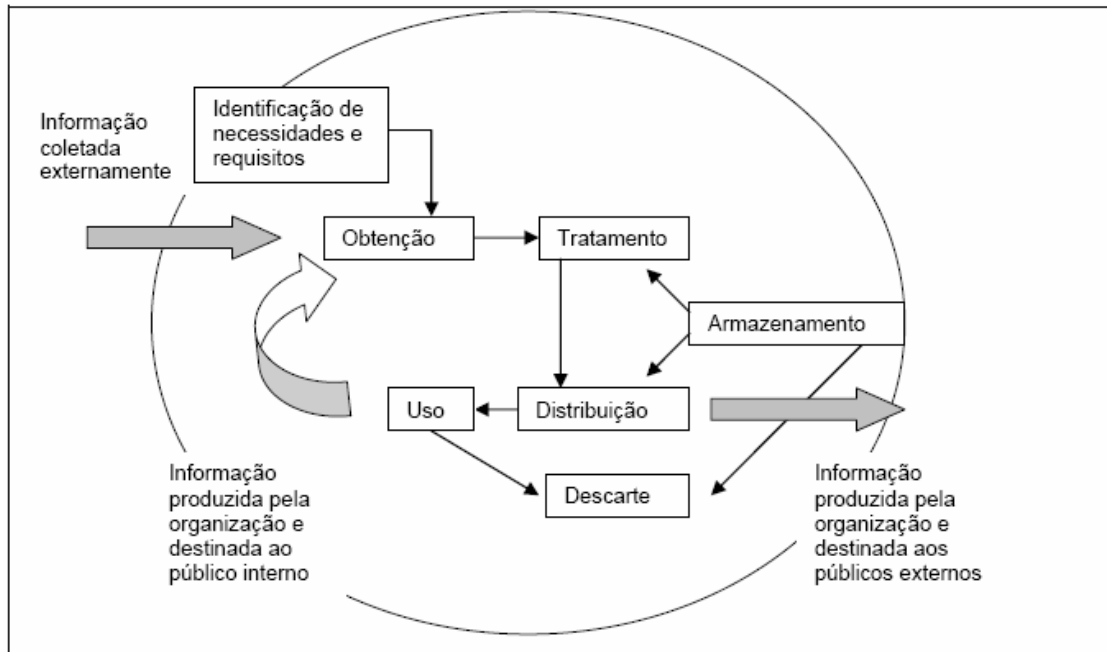 Identificação de
necessidades e
requisitos
Informação
coletada
externamente
Obtenção
Tratamento
Armazenamento
Uso
Distribuição
Descarte
Informação
produzida pela
organização e
destinada ao
público interno
Informação
produzida pela
organização e
destinada aos
públicos externos